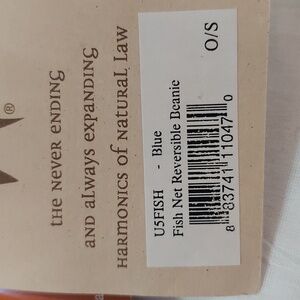 ®
the never ending
and always expanding
harmonics of natural law
U5FISH - Blue
Fish Net Reversible Beanie
O/S
8 83741 11047 0